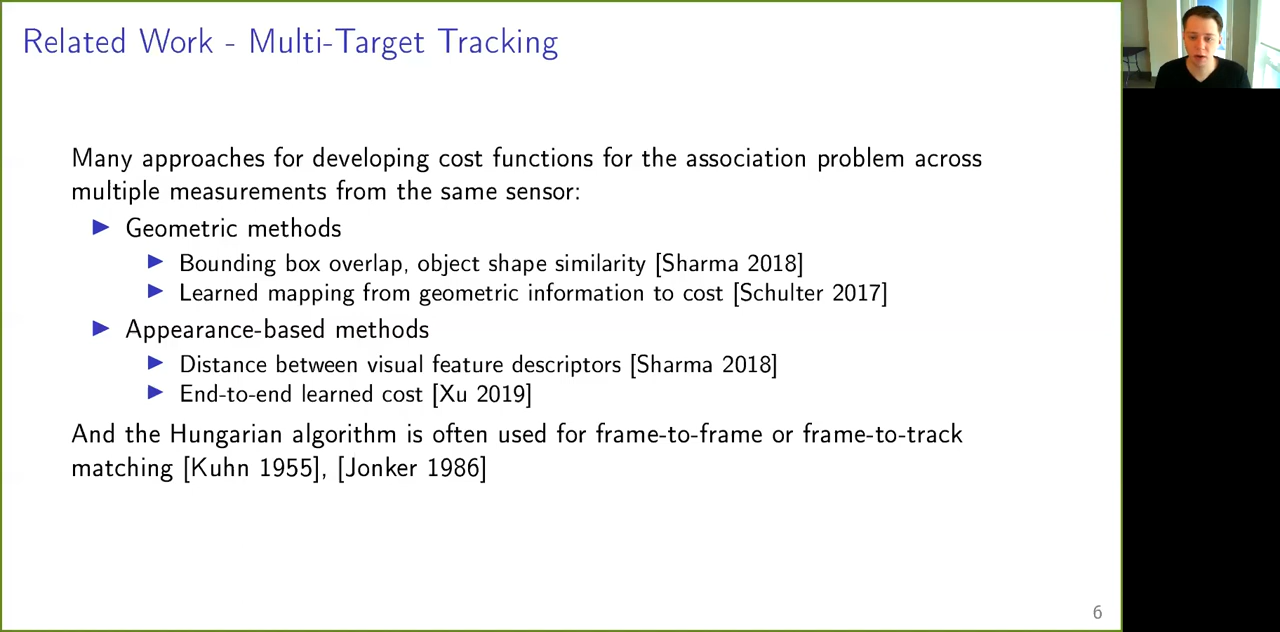 Related Work - Multi-Target Tracking
Many approaches for developing cost functions for the association problem across
multiple measurements from the same sensor:
Geometric methods
Bounding box overlap, object shape similarity [Sharma 2018]
Learned mapping from geometric information to cost [Schulter 2017]
Appearance-based methods
Distance between visual feature descriptors [Sharma 2018]
End-to-end learned cost [Xu 2019]
And the Hungarian algorithm is often used for frame-to-frame or frame-to-track
matching [Kuhn 1955], [Jonker 1986]
6